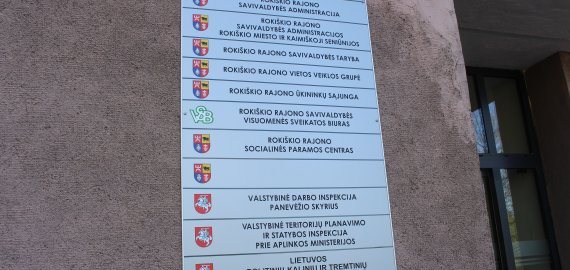 ROKIŠKIO RAJONO
SAVIVALDYBĖS ADMINISTRACIJA
ROKIŠKIO RAJONO
SAVIVALDYBĖS ADMINISTRACIJOS
ROKIŠKIO MIESTO IR KAIMIŠKOJI SENIŪNIJOS
ROKIŠKIO RAJONO SAVIVALDYBĖS TARYBA
ROKIŠKIO RAJONO VIETOS VEIKLOS GRUPĖ
ROKIŠKIO RAJONO ŪKININKŲ SĄJUNGA
VSB
ROKIŠKIO RAJONO SAVIVALDYBĖS
VISUOMENĖS SVEIKATOS BIURAS
ROKIŠKIO RAJONO
SOCIALINĖS PARAMOS CENTRAS
VALSTYBINĖ DARBO INSPEKCIJA
PANEVĖŽIO SKYRIUS
VALSTYBINĖ TERITORIJŲ PLANAVIMO
IR STATYBOS INSPEKCIJA
PRIE APLINKOS MINISTERIJOS
LIETUVOS
POLITINIŲ KALINIŲ IR TREMTINIŲ